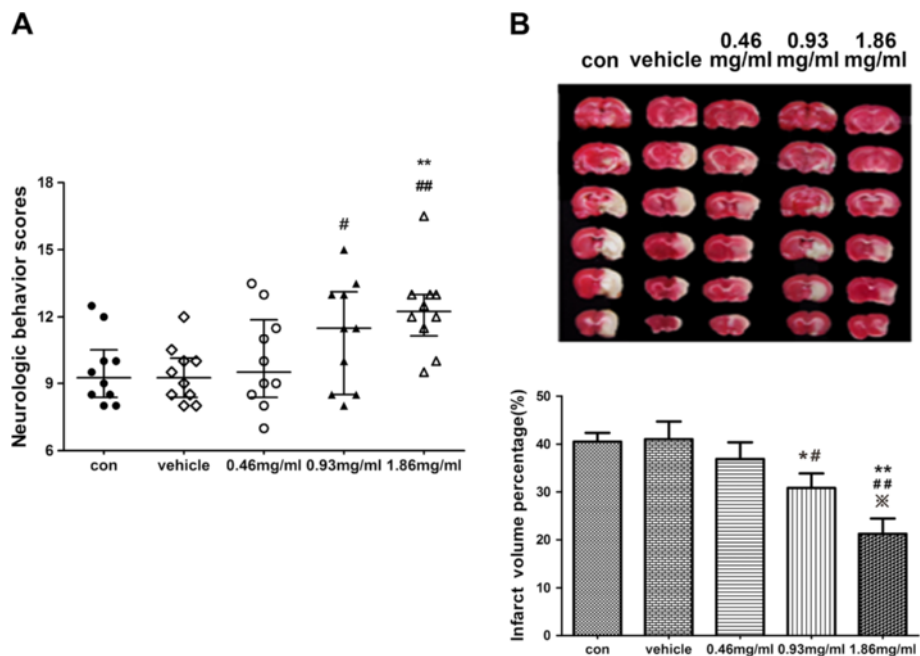 A
Neurologic behavior scores
18
15
12
9
6
#
**
##
con vehicle 0.46mg/ml 0.93mg/ml 1.86mg/ml
B
con vehicle 0.46 mg/ml 0.93 mg/ml 1.86 mg/ml
Infarct volume percentage(%)
50
40
30
20
10
0
*#
**
##
※
con vehicle 0.46mg/ml 0.93mg/ml 1.86mg/ml